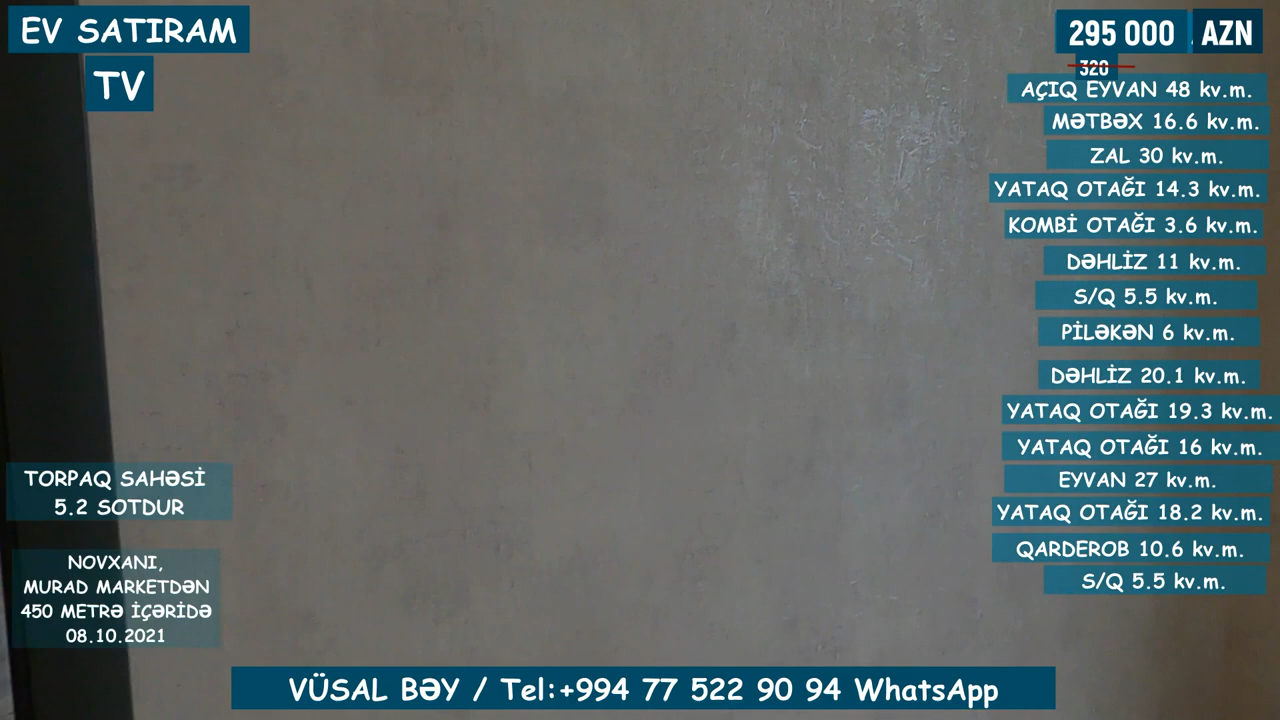 EV SATIRAM
TV
295 000 AZN
320
AÇIQ EYVAN 48 kv.m.
MƏTBƏX 16.6 kv.m.
ZAL 30 kv.m.
YATAQ OTAĞI 14.3 kv.m.
KOMBİ OTAĞI 3.6 kv.m.
DƏHLİZ 11 kv.m.
S/Q 5.5 kv.m.
PİLƏKƏN 6 kv.m.
DƏHLİZ 20.1 kv.m.
YATAQ OTAĞI 19.3 kv.m.
YATAQ OTAĞI 16 kv.m.
EYVAN 27 kv.m.
YATAQ OTAĞI 18.2 kv.m.
QARDEROB 10.6 kv.m.
S/Q 5.5 kv.m.
TORPAQ SAHƏSİ
5.2 SOTDUR
NOVXANI,
MURAD MARKETDƏN
450 METRƏ İÇƏRİDƏ
08.10.2021
VÜSAL BƏY / Tel:+994 77 522 90 94 WhatsApp